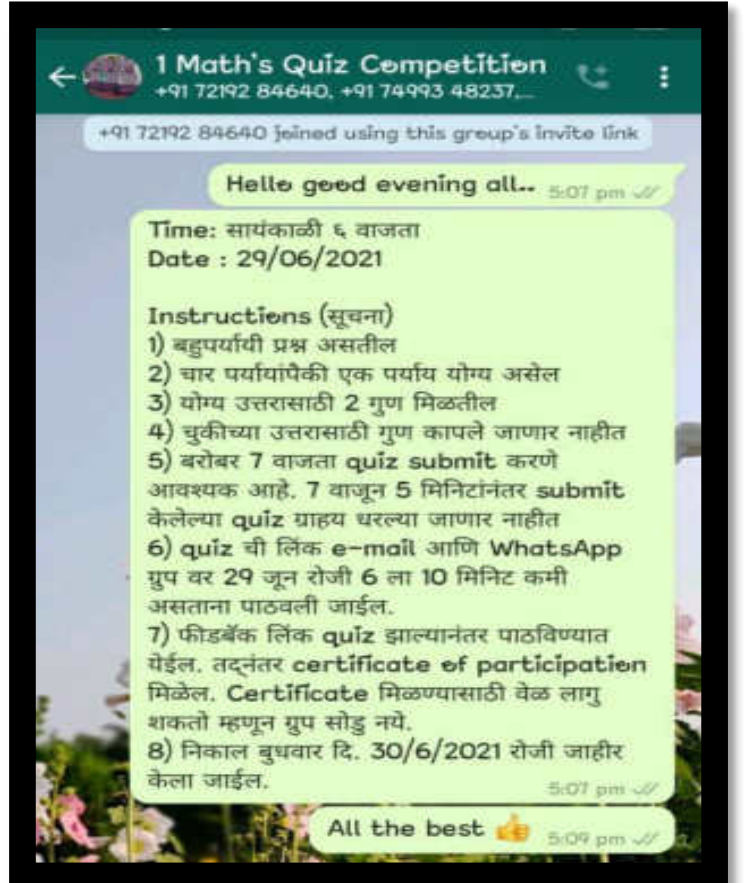 1 Math's Quiz Competition
+91 72192 84640, +91 74993 48237,...
+91 72192 84640 joined using this group's invite link
Hello good evening all..
5:07 pm
Time: सायंकाळी ६ वाजता
Date : 29/06/2021
Instructions (सूचना)
1) बहुपर्यायी प्रश्न असतील
2) चार पर्यायांपैकी एक पर्याय योग्य असेल
3) योग्य उत्तरासाठी 2 गुण मिळतील
4) चुकीच्या उत्तरासाठी गुण कापले जाणार नाहीत
5) बरोबर 7 वाजता quiz submit करणे
आवश्यक आहे. 7 वाजून 5 मिनिटांनंतर submit
केलेल्या quiz ग्राहय धरल्या जाणार नाहीत
6) quiz ची लिंक e-mail आणि WhatsApp
ग्रुप वर 29 जून रोजी 6 ला 10 मिनिट कमी
असताना पाठवली जाईल.
7) फीडबॅक लिंक quiz झाल्यानंतर पाठविण्यात
येईल. तद्नंतर certificate of participation
मिळेल. Certificate मिळण्यासाठी वेळ लागु
शकतो म्हणून ग्रुप सोडु नये.
8) निकाल बुधवार दि. 30/6/2021 रोजी जाहीर
केला जाईल.
5:07 pm
All the best 👍
5:09 pm